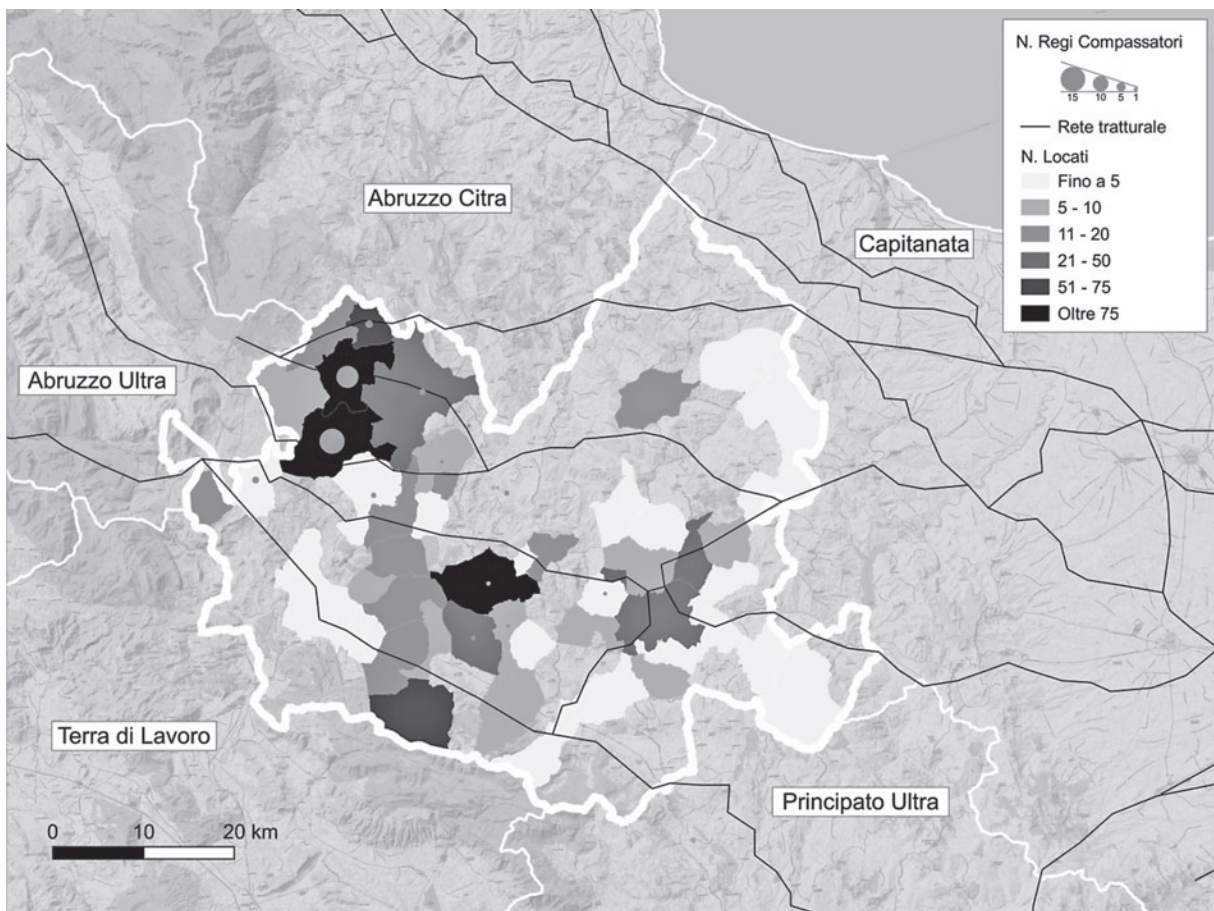 N. Regi Compassatori
15 10 5 1
Rete tratturale
N. Locati
Fino a 5
5 - 10
11 - 20
21 - 50
51 - 75
Oltre 75
Abruzzo Citra
Capitanata
Abruzzo Ultra
Terra di Lavoro
Principato Ultra
0 10 20 km